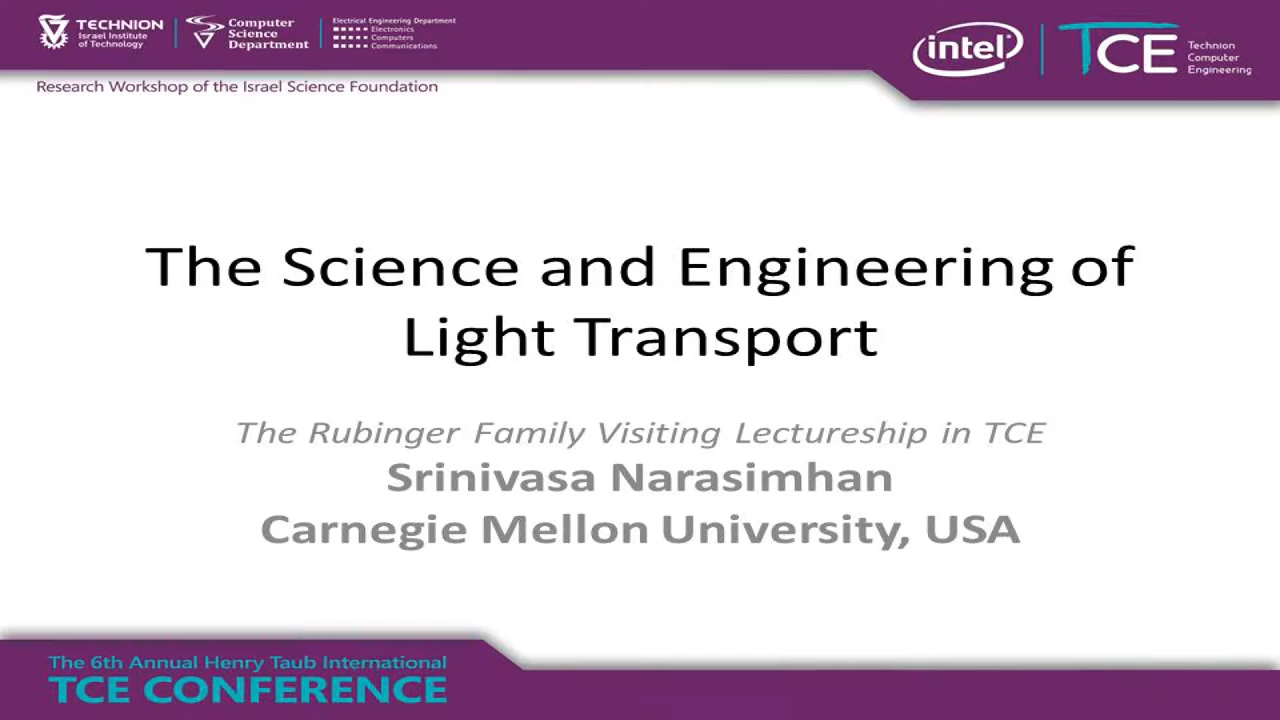 TECHNION
Israel Institute
of Technology
Computer
Science
Department
Electrical Engineering Department
Electronics
Computers
Communications
intel
TCE
Technion
Computer
Engineering
Research Workshop of the Israel Science Foundation
The Science and Engineering of
Light Transport
The Rubinger Family Visiting Lectureship in TCE
Srinivasa Narasimhan
Carnegie Mellon University, USA
The 6th Annual Henry Taub International
TCE CONFERENCE